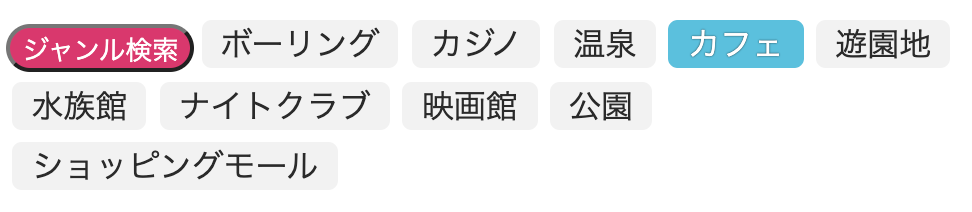 ジャンル検索 ボーリング カジノ 温泉 カフェ 遊園地
水族館 ナイトクラブ 映画館 公園
ショッピングモール